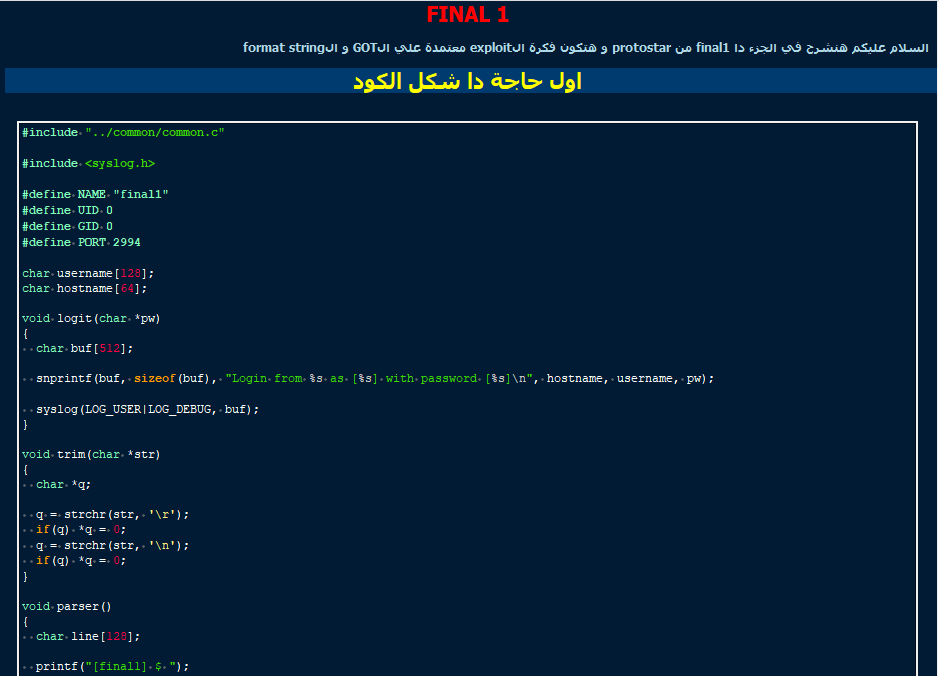 FINAL 1
السلام عليكم هنشرح في الجزء دا final1 من protostar و هتكون فكرة الexploit معتمدة علي الGOT و الformat string
اول حاجة دا شكل الكود
#include "../common/common.c"
#include <syslog.h>
#define NAME "final1"
#define UID 0
#define GID 0
#define PORT 2994
char username[128];
char hostname[64];
void logit(char *pw)
{
char buf[512];
snprintf(buf, sizeof(buf), "Login from %s as [%s] with password [%s]\n", hostname, username, pw);
syslog(LOG_USER|LOG_DEBUG, buf);
}
void trim(char *str)
{
char *q;
q = strchr(str, '\r');
if(q) *q = 0;
q = strchr(str, '\n');
if(q) *q = 0;
}
void parser()
{
char line[128];
printf("[final1] $ ");